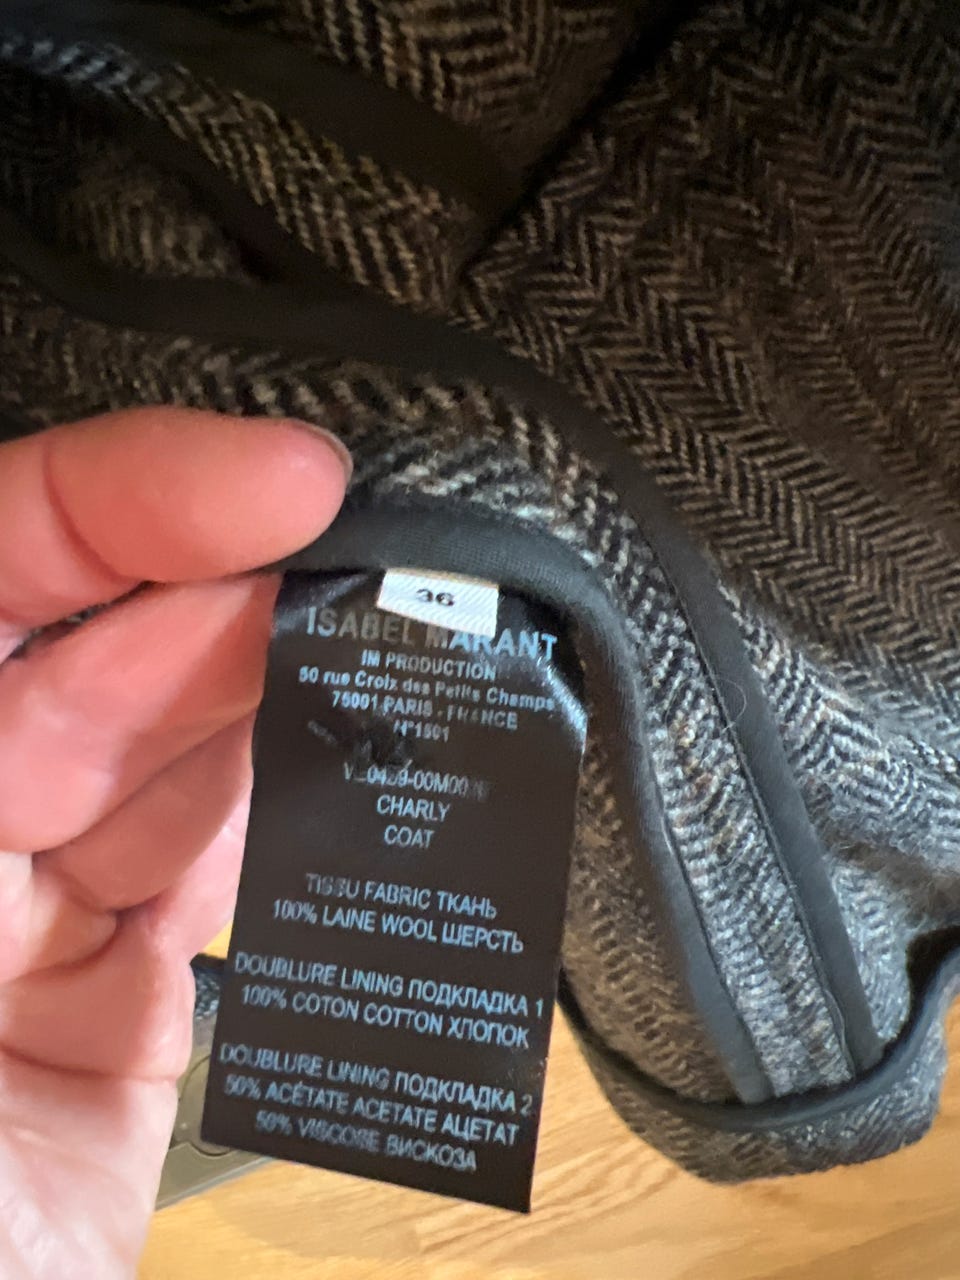 36
ISABEL MARANT
IM PRODUCTION
50 rue Croix des Petits Champs
75001 PARIS - FRANCE
N°1501
CHARLY
COAT
TISSU FABRIC ТКАНЬ
100% LAINE WOOL ШЕРСТЬ
DOUBLURE LINING ПОДКЛАДКА 1
100% COTON COTTON ХЛОПОК
DOUBLURE LINING ПОДКЛАДКА 2
50% ACÉTATE ACETATE АЦЕТАТ
50% VISCOSE ВИСКОЗА